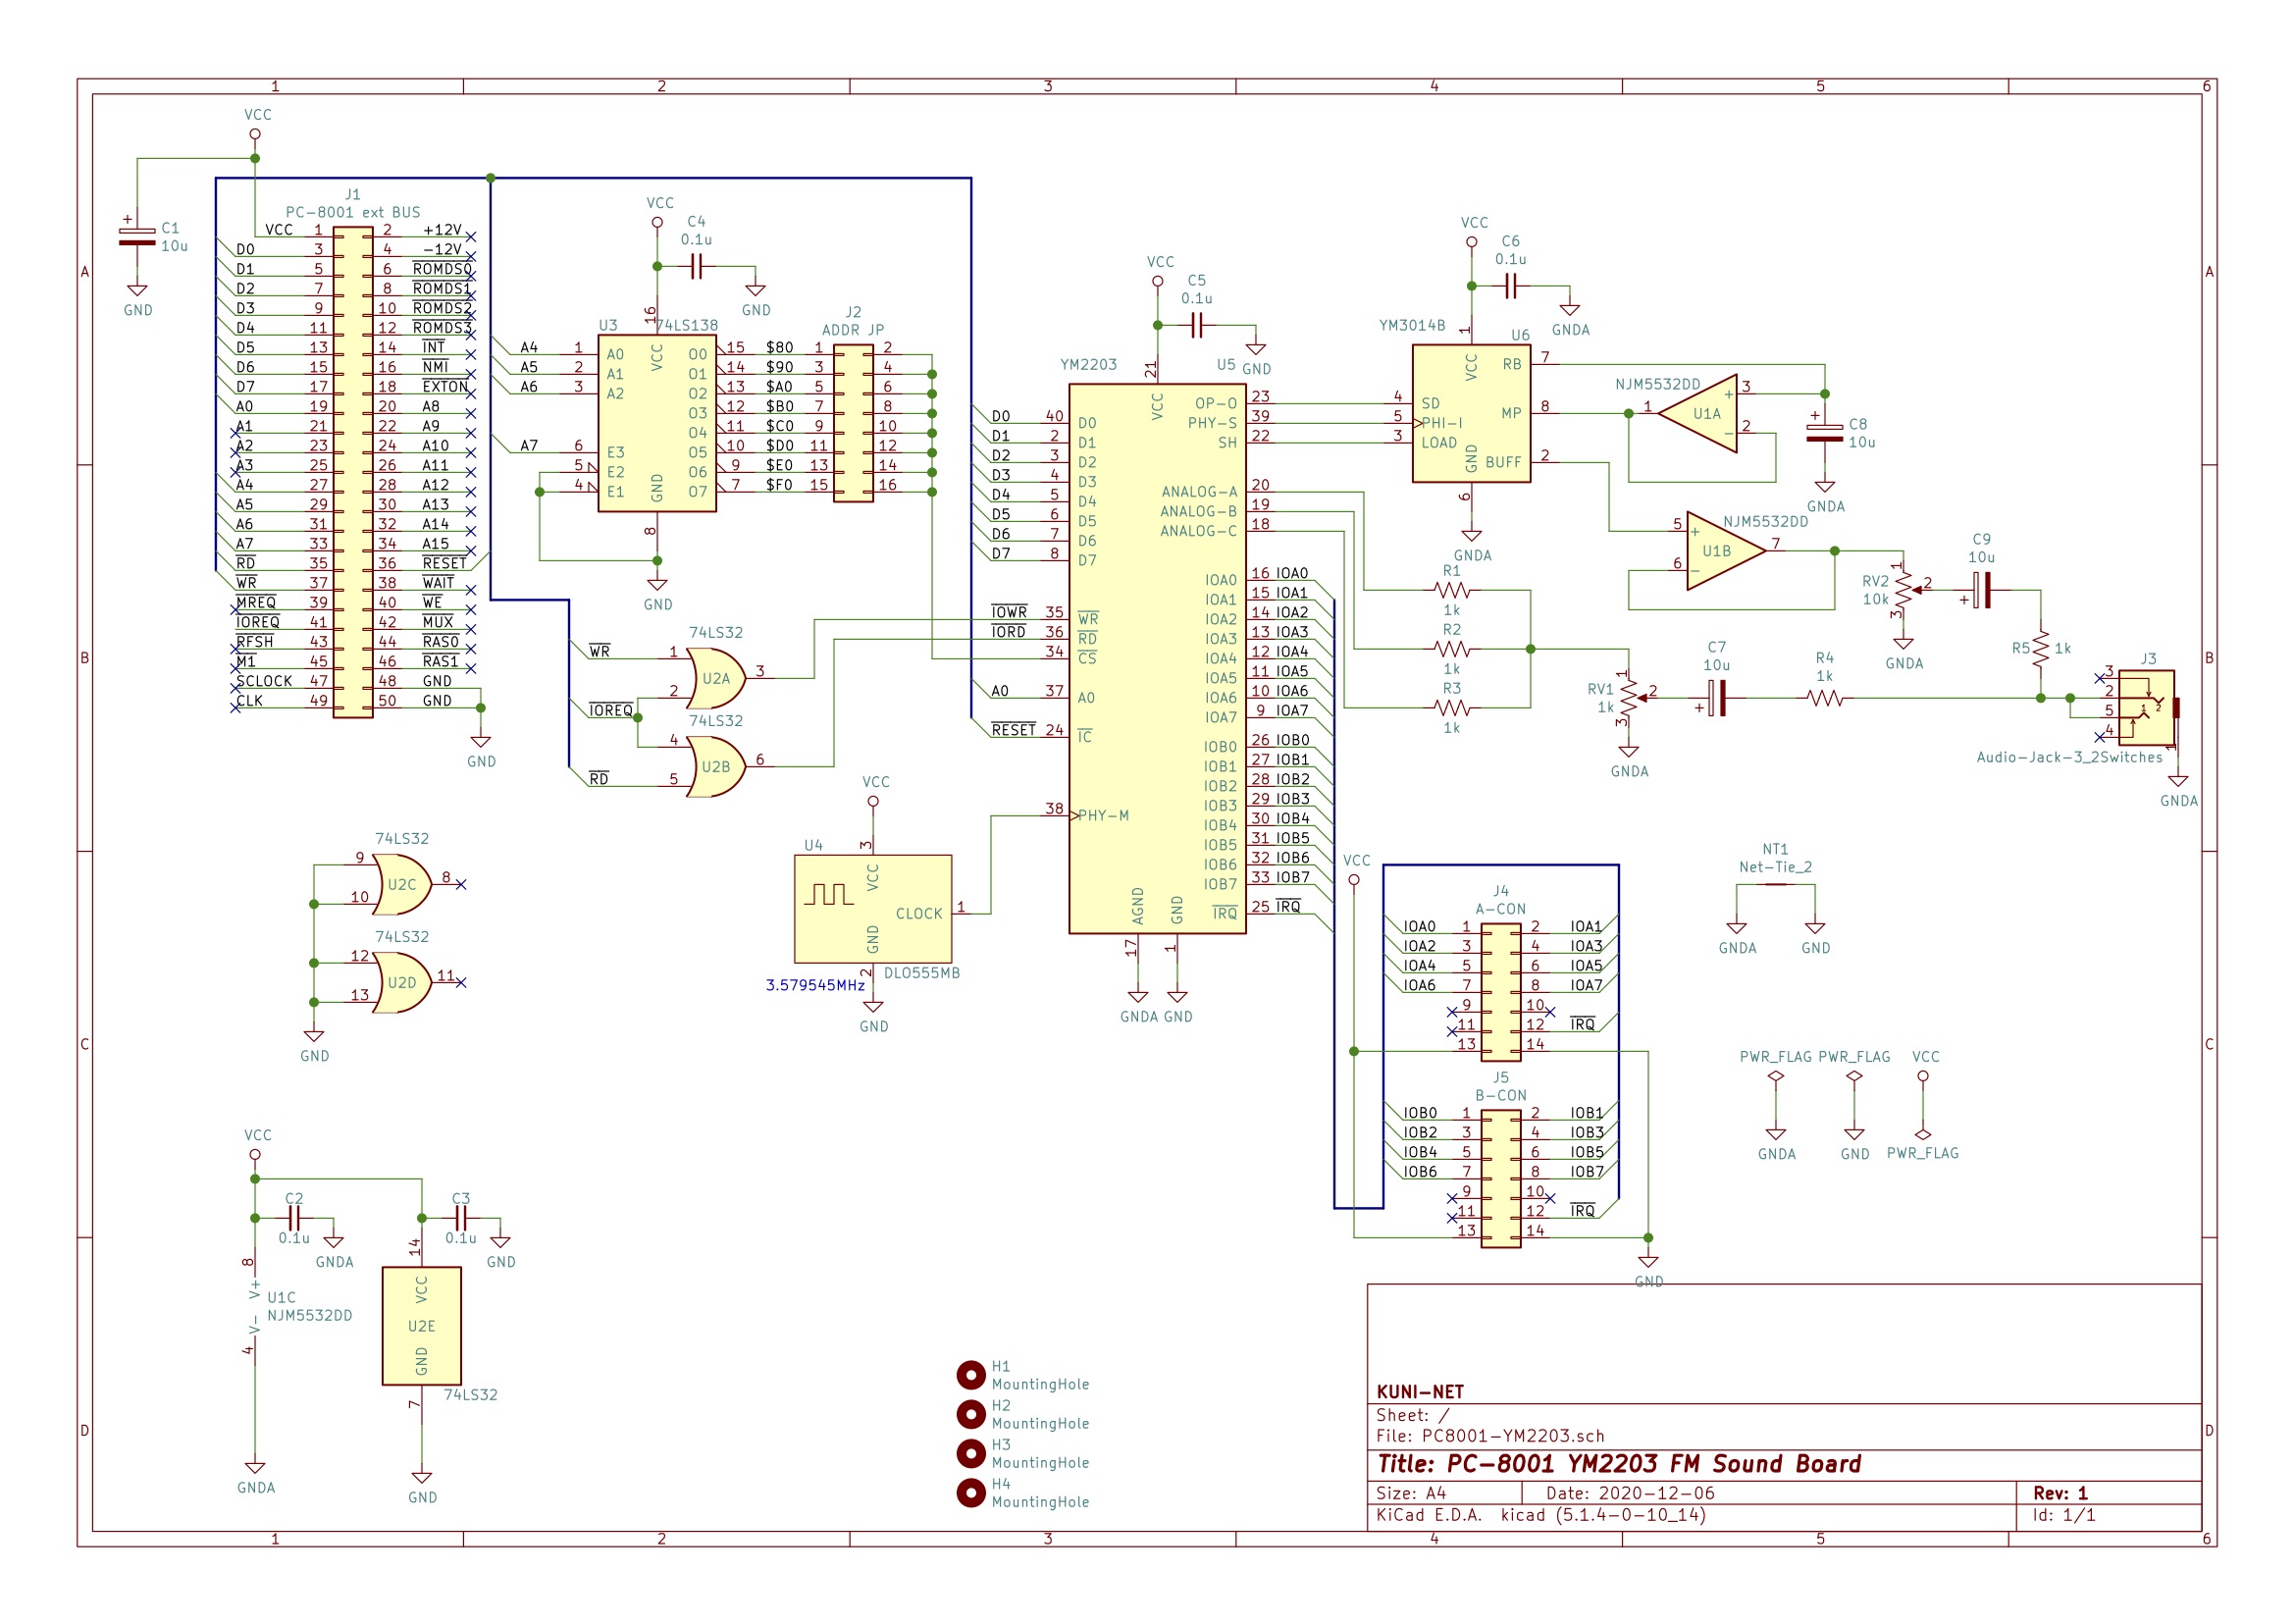 1 2 3 4 5 6
A B C D
VCC
C1
10u
GND
J1
PC-8001 ext BUS
VCC 1 2 +12V
D0 3 4 -12V
D1 5 6 ROMDS0
D2 7 8 ROMDS1
D3 9 10 ROMDS2
D4 11 12 ROMDS3
D5 13 14 INT
D6 15 16 NMI
D7 17 18 EXTON
A0 19 20 A8
A1 21 22 A9
A2 23 24 A10
A3 25 26 A11
A4 27 28 A12
A5 29 30 A13
A6 31 32 A14
A7 33 34 A15
RD 35 36 RESET
WR 37 38 WAIT
MREQ 39 40 WE
IOREQ 41 42 MUX
RFSH 43 44 RAS0
M1 45 46 RAS1
SCLOCK 47 48 GND
CLK 49 50 GND
GND
VCC
C4
0.1u
GND
16
U3 74LS138
VCC
A4 1 A0 O0 15 $80
A5 2 A1 O1 14 $90
A6 3 A2 O2 13 $A0
O3 12 $B0
O4 11 $C0
A7 6 E3 O5 10 $D0
5 E2 O6 9 $E0
4 E1 O7 7 $F0
GND
8
GND
J2
ADDR JP
1 2
3 4
5 6
7 8
9 10
11 12
13 14
15 16
WR 1
74LS32
U2A 3
2
IOREQ
74LS32
4
U2B 6
RD 5
VCC
C5
0.1u
GND
21
YM2203 U5
VCC
D0 40 D0
D1 2 D1
D2 3 D2
D3 4 D3
D4 5 D4
D5 6 D5
D6 7 D6
D7 8 D7
IOWR 35 WR
IORD 36 RD
34 CS
A0 37 A0
RESET 24 IC
38 PHY-M
OP-O 23
PHY-S 39
SH 22
ANALOG-A 20
ANALOG-B 19
ANALOG-C 18
IOA0 16 IOA0
IOA1 15 IOA1
IOA2 14 IOA2
IOA3 13 IOA3
IOA4 12 IOA4
IOA5 11 IOA5
IOA6 10 IOA6
IOA7 9 IOA7
IOB0 26 IOB0
IOB1 27 IOB1
IOB2 28 IOB2
IOB3 29 IOB3
IOB4 30 IOB4
IOB5 31 IOB5
IOB6 32 IOB6
IOB7 33 IOB7
IRQ 25 IRQ
AGND GND
17 1
GNDA GND
VCC
3
U4
VCC
CLOCK 1
GND
2
DLO555MB
3.579545MHz
GND
VCC
C6
0.1u
GNDA
1
YM3014B U6
VCC
RB 7
4 SD MP 8
5 PHI-I
3 LOAD
GND
BUFF 2
6
GNDA
NJM5532DD
3 +
1 U1A
2 -
C8
10u
GNDA
NJM5532DD
5 +
U1B 7
6 -
RV2
10k
1
2
3
GNDA
C9
10u
R5 1k
R1
1k
R2
1k
R3
1k
RV1
1k
1
2
3
GNDA
C7
10u
R4
1k
J3
3
2
5
4
1
Audio-Jack-3_2Switches
GNDA
74LS32
9
U2C 8
10
74LS32
12
U2D 11
13
GND
VCC
J4
A-CON
IOA0 1 2 IOA1
IOA2 3 4 IOA3
IOA4 5 6 IOA5
IOA6 7 8 IOA7
9 10
11 12 IRQ
13 14
J5
B-CON
IOB0 1 2 IOB1
IOB2 3 4 IOB3
IOB4 5 6 IOB5
IOB6 7 8 IOB7
9 10
11 12 IRQ
13 14
GND
NT1
Net-Tie_2
GNDA GND
PWR_FLAG PWR_FLAG VCC
GNDA GND PWR_FLAG
VCC
C2
0.1u
GNDA
C3
0.1u
GND
8
V+
U1C
NJM5532DD
V-
4
GNDA
14
VCC
U2E
GND
74LS32
7
GND
H1
MountingHole
H2
MountingHole
H3
MountingHole
H4
MountingHole
KUNI-NET
Sheet: /
File: PC8001-YM2203.sch
Title: PC-8001 YM2203 FM Sound Board
Size: A4 Date: 2020-12-06 Rev: 1
KiCad E.D.A. kicad (5.1.4-0-10_14) Id: 1/1
1 2 3 4 5 6